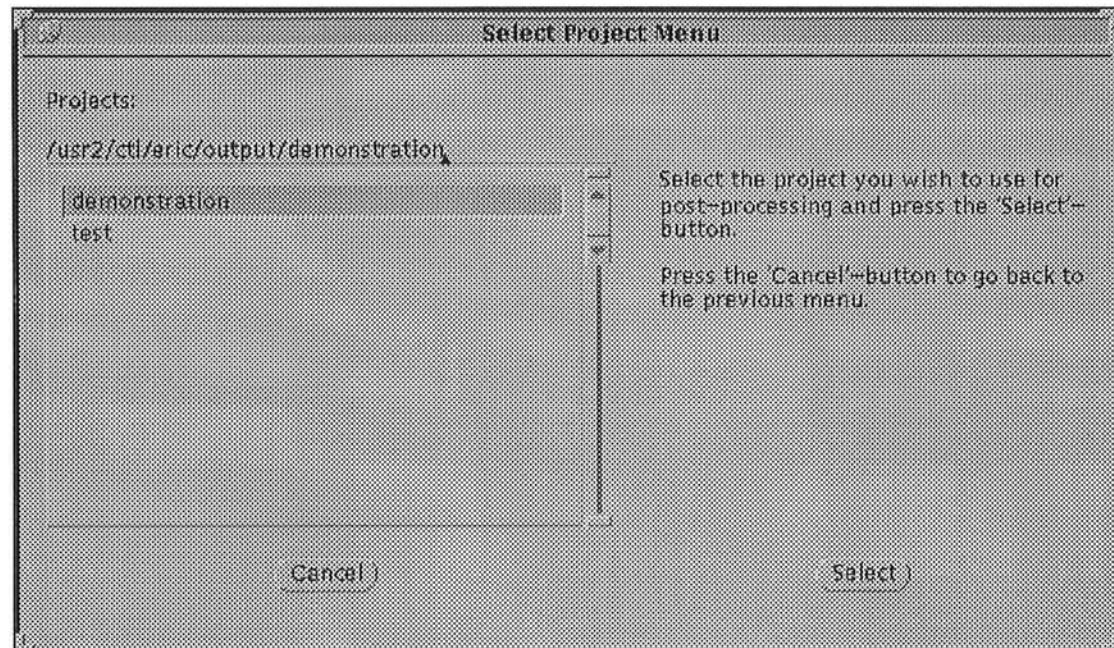 Select Project Menu
Projects:
/usr2/ctl/eric/output/demonstration
demonstration
test
Select the project you wish to use for
post-processing and press the 'Select'-
button.
Press the 'Cancel'-button to go back to
the previous menu.
Cancel
Select